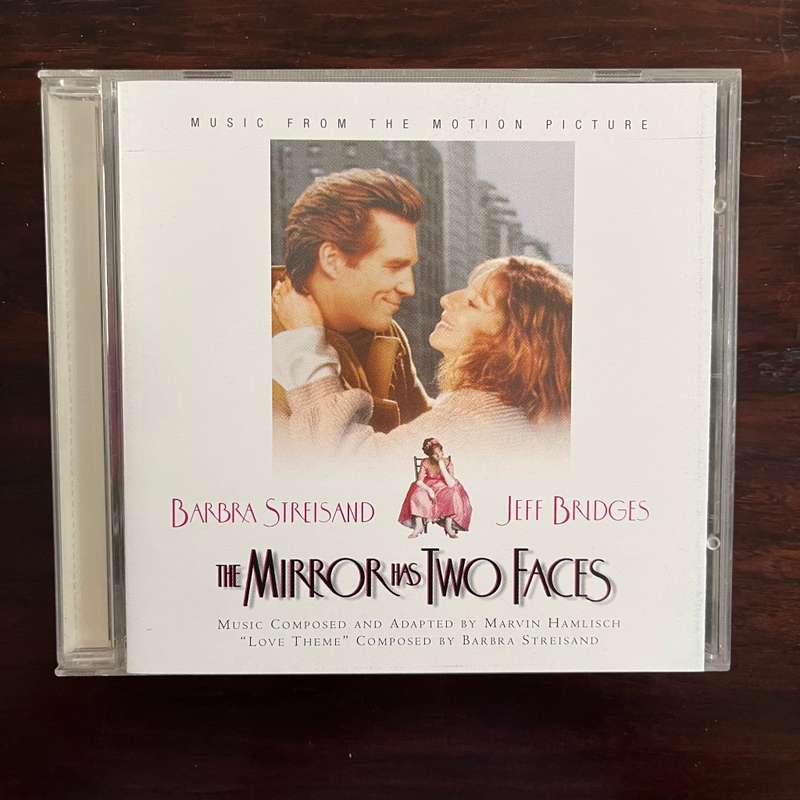 MUSIC FROM THE MOTION PICTURE
BARBRA STREISAND JEFF BRIDGES
THE MIRROR HAS TWO FACES
MUSIC COMPOSED AND ADAPTED BY MARVIN HAMLISCH
"LOVE THEME" COMPOSED BY BARBRA STREISAND